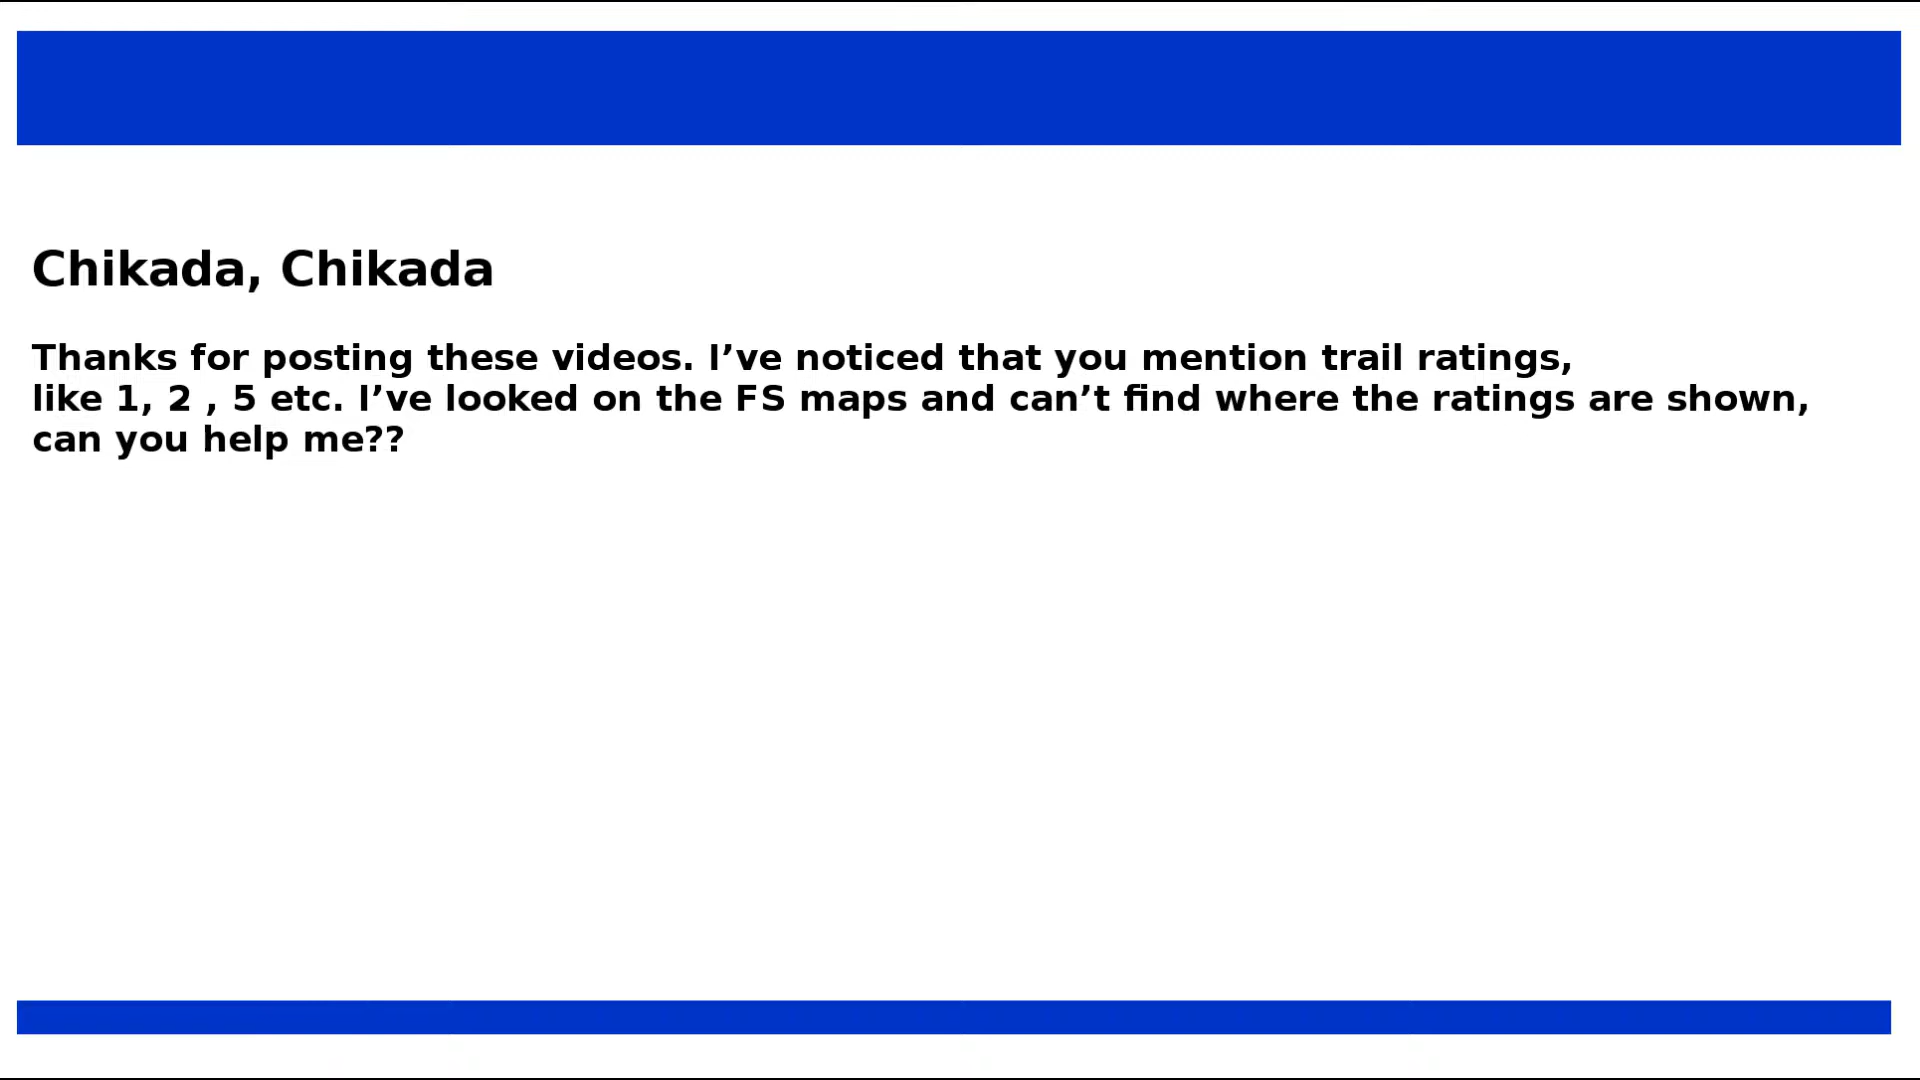 Chikada, Chikada
Thanks for posting these videos. I’ve noticed that you mention trail ratings,
like 1, 2 , 5 etc. I’ve looked on the FS maps and can’t find where the ratings are shown,
can you help me??